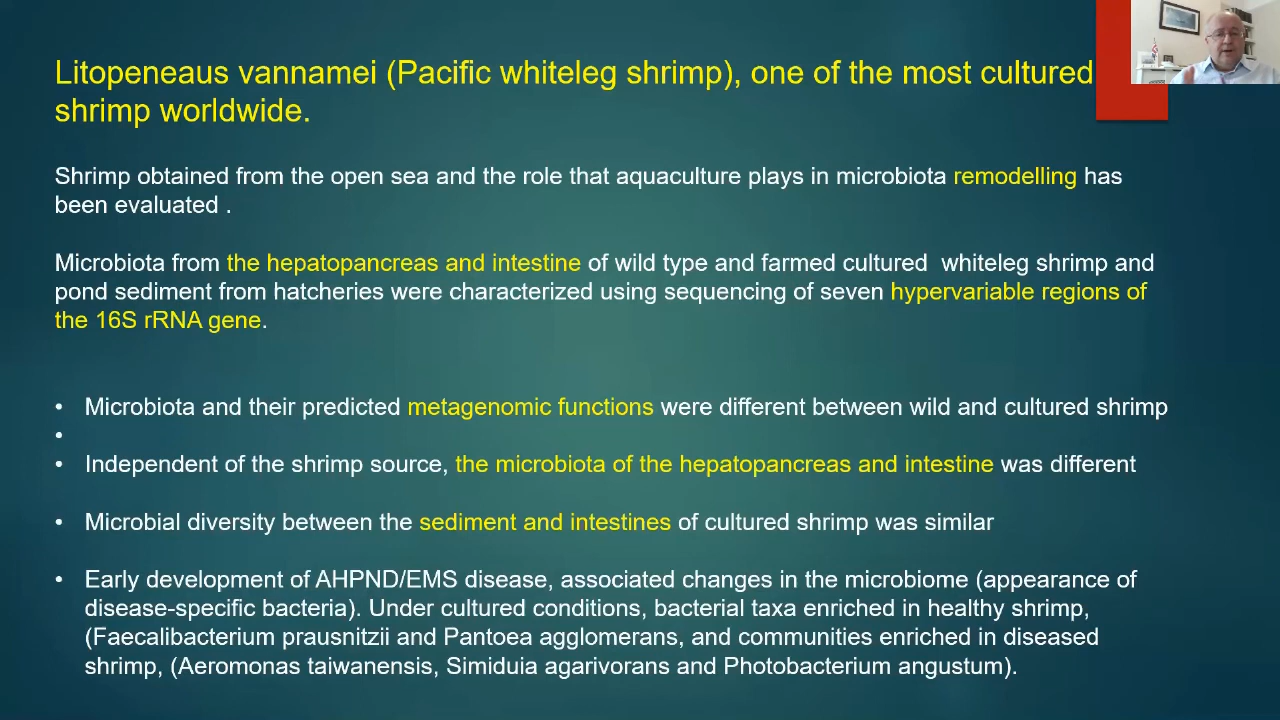 Litopeneaus vannamei (Pacific whiteleg shrimp), one of the most cultured
shrimp worldwide.
Shrimp obtained from the open sea and the role that aquaculture plays in microbiota remodelling has
been evaluated .
Microbiota from the hepatopancreas and intestine of wild type and farmed cultured whiteleg shrimp and
pond sediment from hatcheries were characterized using sequencing of seven hypervariable regions of
the 16S rRNA gene.
• Microbiota and their predicted metagenomic functions were different between wild and cultured shrimp
•
• Independent of the shrimp source, the microbiota of the hepatopancreas and intestine was different
• Microbial diversity between the sediment and intestines of cultured shrimp was similar
• Early development of AHPND/EMS disease, associated changes in the microbiome (appearance of
disease-specific bacteria). Under cultured conditions, bacterial taxa enriched in healthy shrimp,
(Faecalibacterium prausnitzii and Pantoea agglomerans, and communities enriched in diseased
shrimp, (Aeromonas taiwanensis, Simiduia agarivorans and Photobacterium angustum).